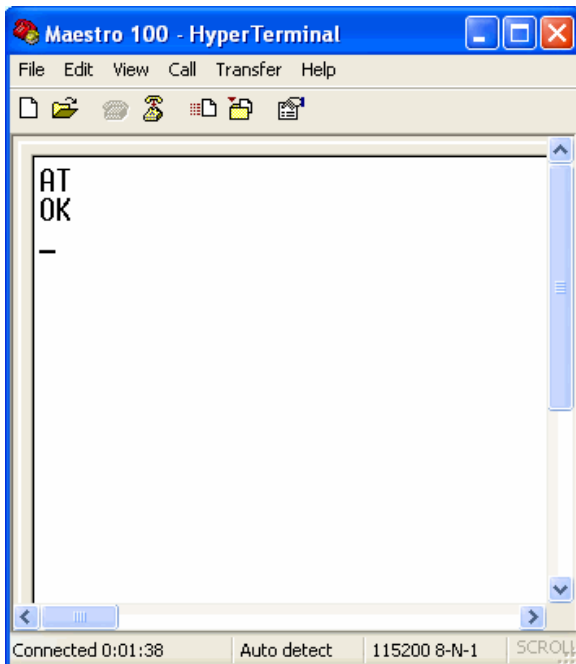 Maestro 100 - HyperTerminal
File Edit View Call Transfer Help
AT
OK
_
Connected 0:01:38 Auto detect 115200 8-N-1 SCROLL